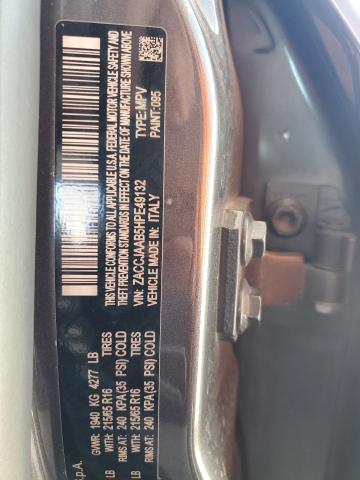 S.p.A.
GVWR: 1940 KG 4277 LB
LB WITH: 215/65 R16 TIRES
RIMS AT: 240 KPA (35 PSI) COLD
LB WITH: 215/65 R16 TIRES
RIMS AT: 240 KPA (35 PSI) COLD
THIS VEHICLE CONFORMS TO ALL APPLICABLE FEDERAL MOTOR VEHICLE SAFETY AND
THEFT PREVENTION STANDARDS IN EFFECT ON THE DATE OF MANUFACTURE SHOWN ABOVE
VIN: ZACCJAAB5HPE49132 TYPE: MPV
VEHICLE MADE IN: ITALY PAINT: 095